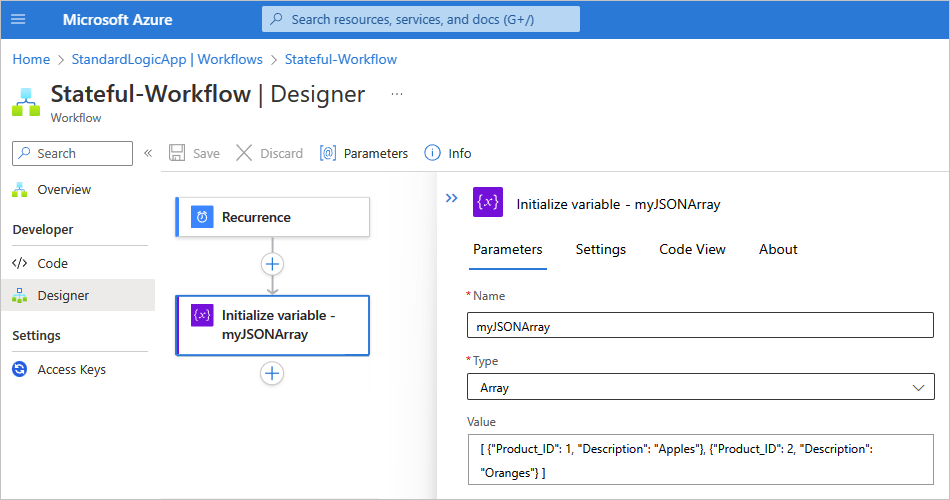 Microsoft Azure
Search resources, services, and docs (G+/)
Home > StandardLogicApp | Workflows > Stateful-Workflow
Stateful-Workflow | Designer ...
Workflow
Search
«
Save
Discard
[@] Parameters
Info
Overview
Developer
</> Code
Designer
Settings
Access Keys
Recurrence
{x} Initialize variable -
myJSONArray
»
{x} Initialize variable - myJSONArray
Parameters
Settings
Code View
About
* Name
myJSONArray
* Type
Array
Value
[ {"Product_ID": 1, "Description": "Apples"}, {"Product_ID": 2, "Description":
"Oranges"} ]